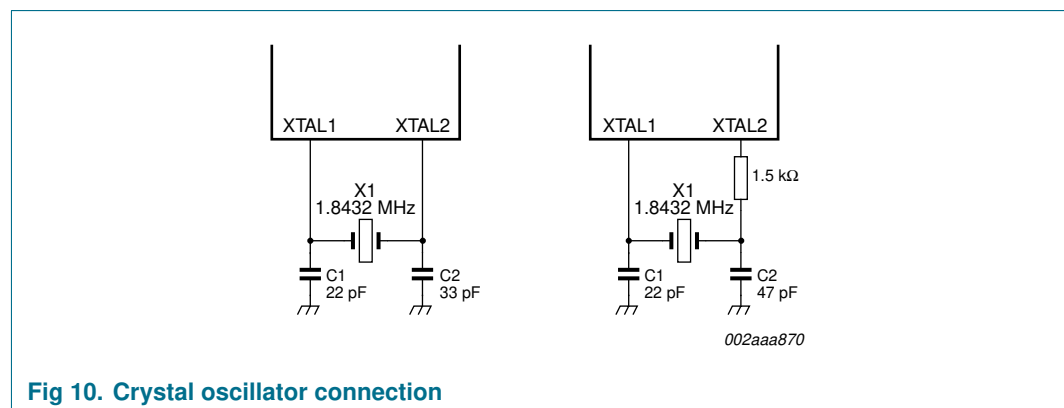 XTAL1 XTAL2
X1
1.8432 MHz
C1
22 pF
C2
33 pF
XTAL1 XTAL2
1.5 kΩ
X1
1.8432 MHz
C1
22 pF
C2
47 pF
002aaa870
Fig 10. Crystal oscillator connection